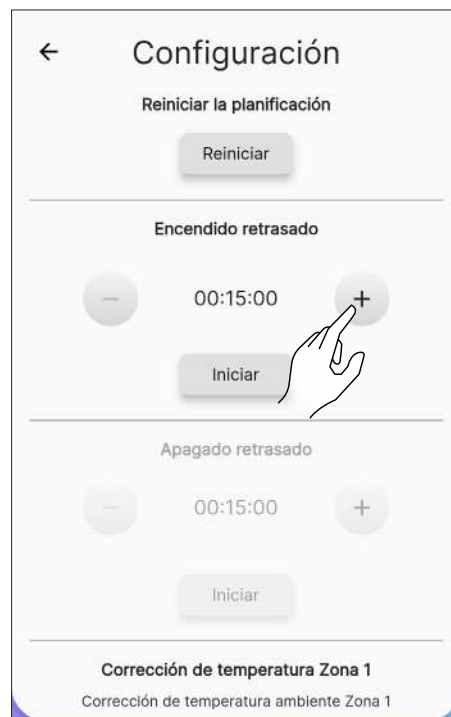 ← Configuración
Reiniciar la planificación
Reiniciar
Encendido retrasado
− 00:15:00 +
Iniciar
Apagado retrasado
− 00:15:00 +
Iniciar
Corrección de temperatura Zona 1
Corrección de temperatura ambiente Zona 1